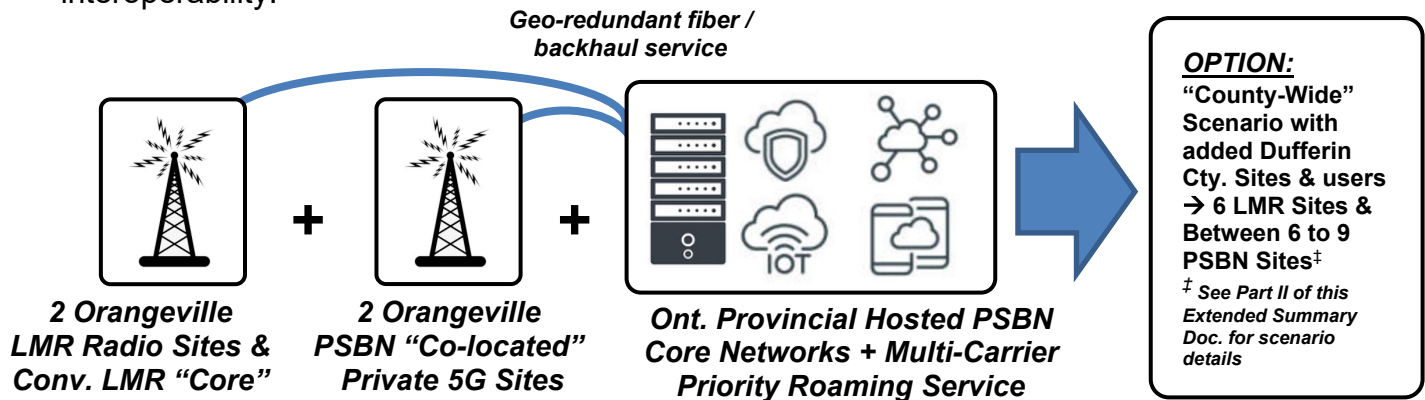 interoperability.
Geo-redundant fiber /
backhaul service
2 Orangeville
LMR Radio Sites &
Conv. LMR “Core”
+
2 Orangeville
PSBN “Co-located”
Private 5G Sites
+
IOT
Ont. Provincial Hosted PSBN
Core Networks + Multi-Carrier
Priority Roaming Service
OPTION:
“County-Wide”
Scenario with
added Dufferin
Cty. Sites & users
→ 6 LMR Sites &
Between 6 to 9
PSBN Sites‡
‡ See Part II of this
Extended Summary
Doc. for scenario
details